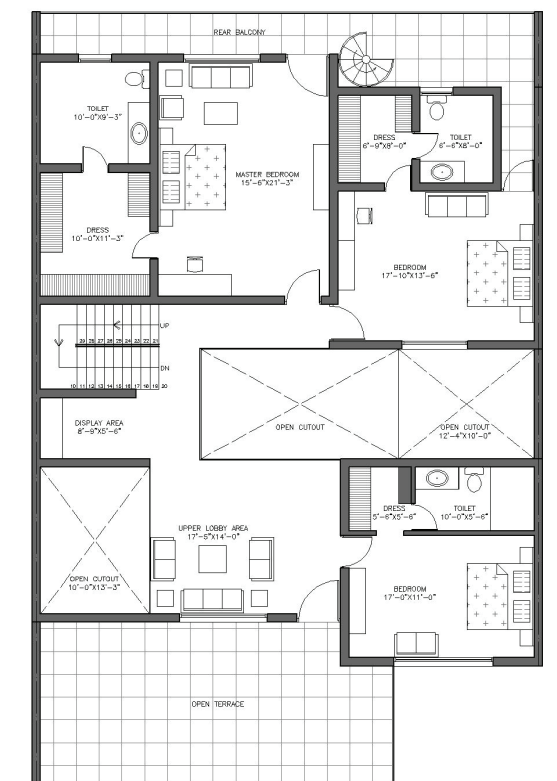 REAR BALCONY
TOILET
10'-0"X9'-3"
DRESS
6'-9"X8'-0"
TOILET
6'-6"X8'-0"
MASTER BEDROOM
15'-6"X21'-3"
DRESS
10'-0"X11'-3"
BEDROOM
17'-10"X13'-6"
UP
29 26 27 28 25 24 23 22 21
DN
10 11 12 13 14 15 16 17 18 19 20
DISPLAY AREA
8'-9"X5'-6"
OPEN CUTOUT
OPEN CUTOUT
12'-4"X10'-0"
DRESS
5'-6"X5'-6"
TOILET
10'-0"X5'-6"
UPPER LOBBY AREA
17'-5"X14'-0"
OPEN CUTOUT
10'-0"X13'-3"
BEDROOM
17'-0"X11'-0"
OPEN TERRACE